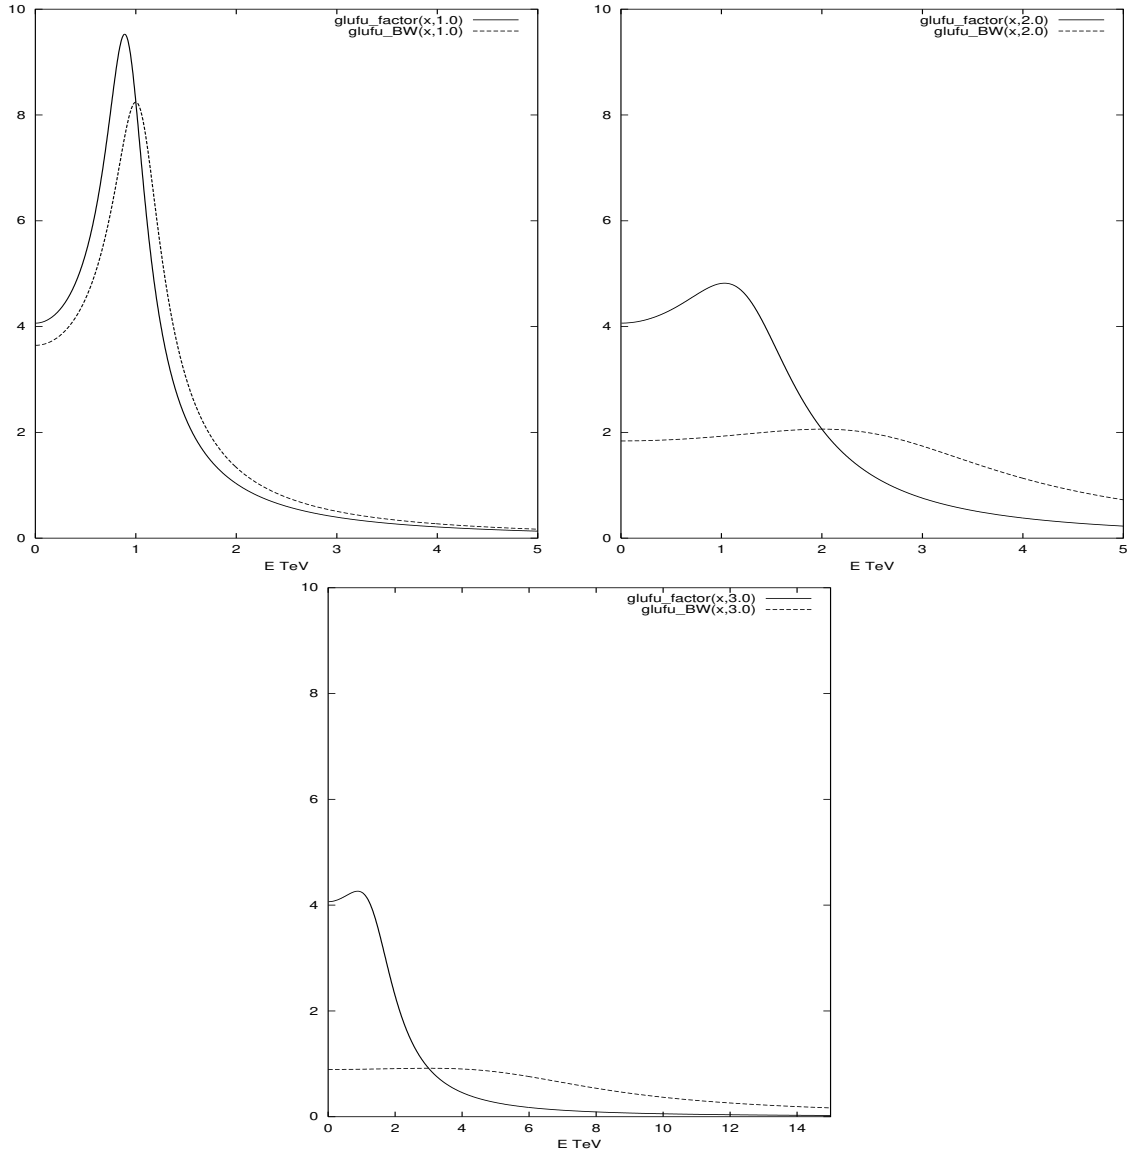 10
8
6
4
2
0
glufu_factor(x,1.0)
glufu_BW(x,1.0)
0 1 2 3 4 5
E TeV
10
8
6
4
2
0
glufu_factor(x,2.0)
glufu_BW(x,2.0)
0 1 2 3 4 5
E TeV
10
8
6
4
2
0
glufu_factor(x,3.0)
glufu_BW(x,3.0)
0 2 4 6 8 10 12 14
E TeV